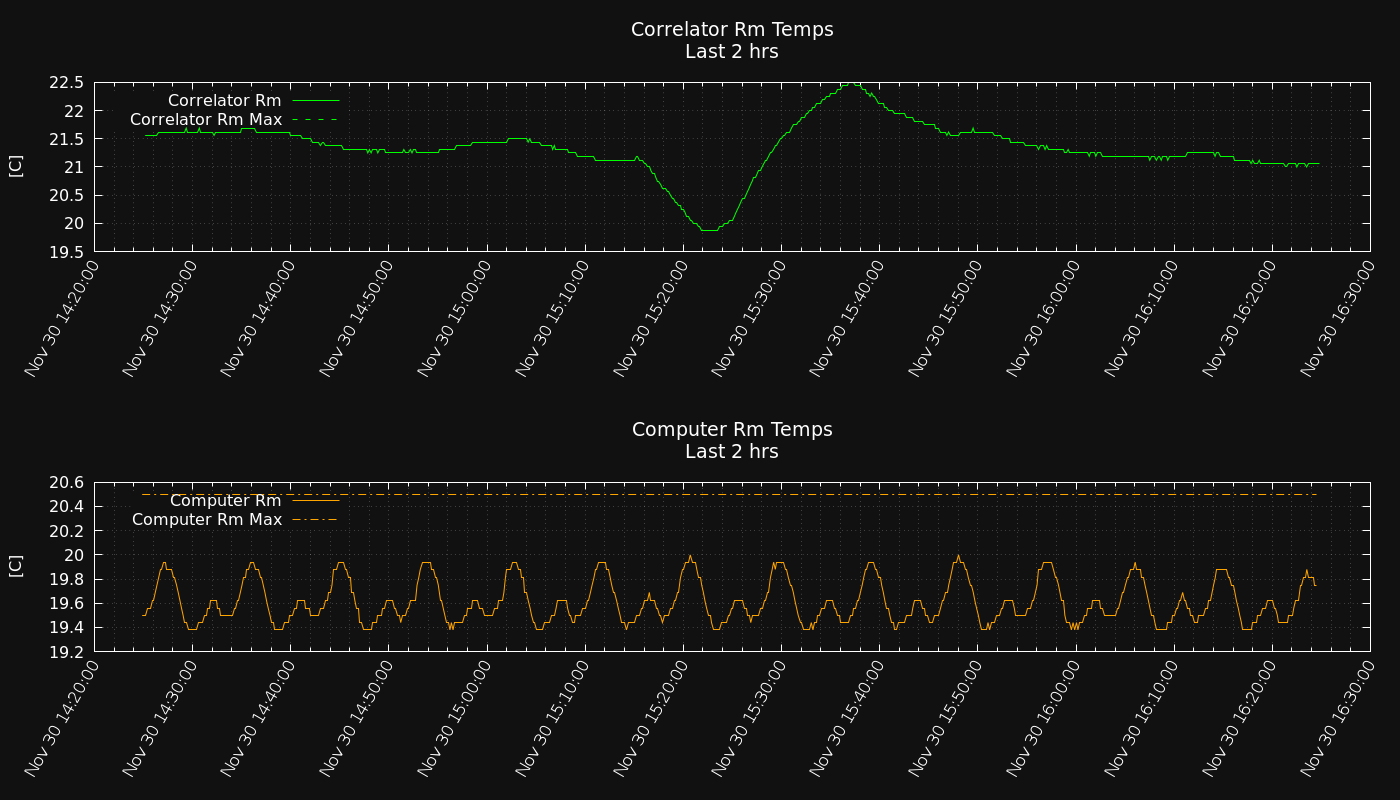 Correlator Rm Temps
Last 2 hrs
Correlator Rm
Correlator Rm Max
[C]
22.5
22
21.5
21
20.5
20
19.5
Nov 30 14:20:00
Nov 30 14:30:00
Nov 30 14:40:00
Nov 30 14:50:00
Nov 30 15:00:00
Nov 30 15:10:00
Nov 30 15:20:00
Nov 30 15:30:00
Nov 30 15:40:00
Nov 30 15:50:00
Nov 30 16:00:00
Nov 30 16:10:00
Nov 30 16:20:00
Nov 30 16:30:00
Computer Rm Temps
Last 2 hrs
Computer Rm
Computer Rm Max
[C]
20.6
20.4
20.2
20
19.8
19.6
19.4
19.2
Nov 30 14:20:00
Nov 30 14:30:00
Nov 30 14:40:00
Nov 30 14:50:00
Nov 30 15:00:00
Nov 30 15:10:00
Nov 30 15:20:00
Nov 30 15:30:00
Nov 30 15:40:00
Nov 30 15:50:00
Nov 30 16:00:00
Nov 30 16:10:00
Nov 30 16:20:00
Nov 30 16:30:00